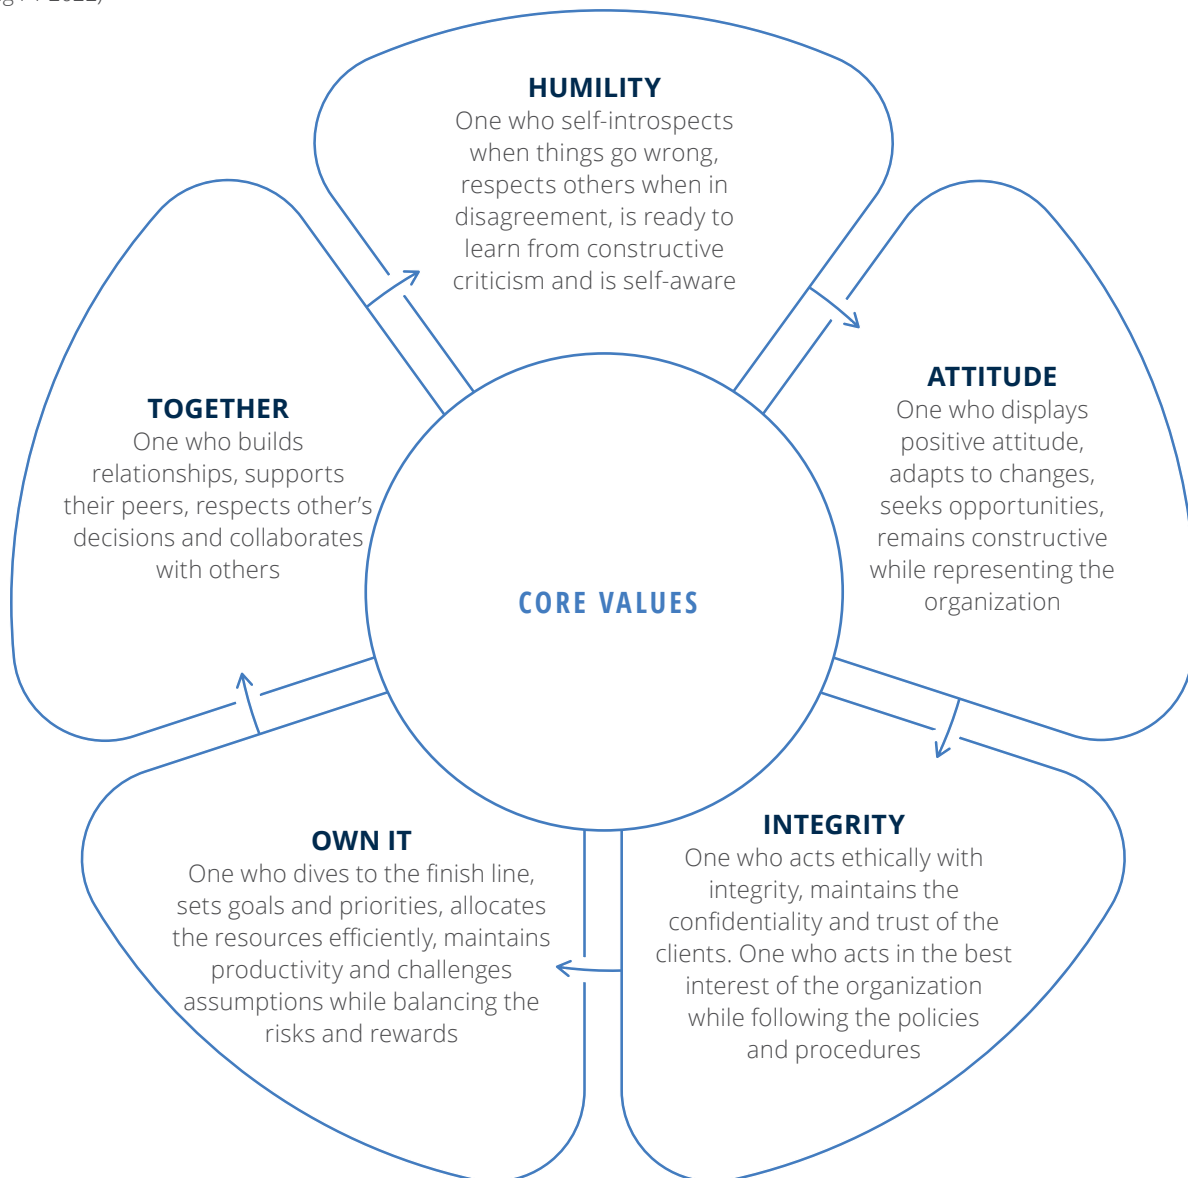 HUMILITY
One who self-introspects
when things go wrong,
respects others when in
disagreement, is ready to
learn from constructive
criticism and is self-aware
ATTITUDE
One who displays
positive attitude,
adapts to changes,
seeks opportunities,
remains constructive
while representing the
organization
INTEGRITY
One who acts ethically with
integrity, maintains the
confidentiality and trust of the
clients. One who acts in the best
interest of the organization
while following the policies
and procedures
OWN IT
One who dives to the finish line,
sets goals and priorities, allocates
the resources efficiently, maintains
productivity and challenges
assumptions while balancing the
risks and rewards
TOGETHER
One who builds
relationships, supports
their peers, respects other’s
decisions and collaborates
with others
CORE VALUES